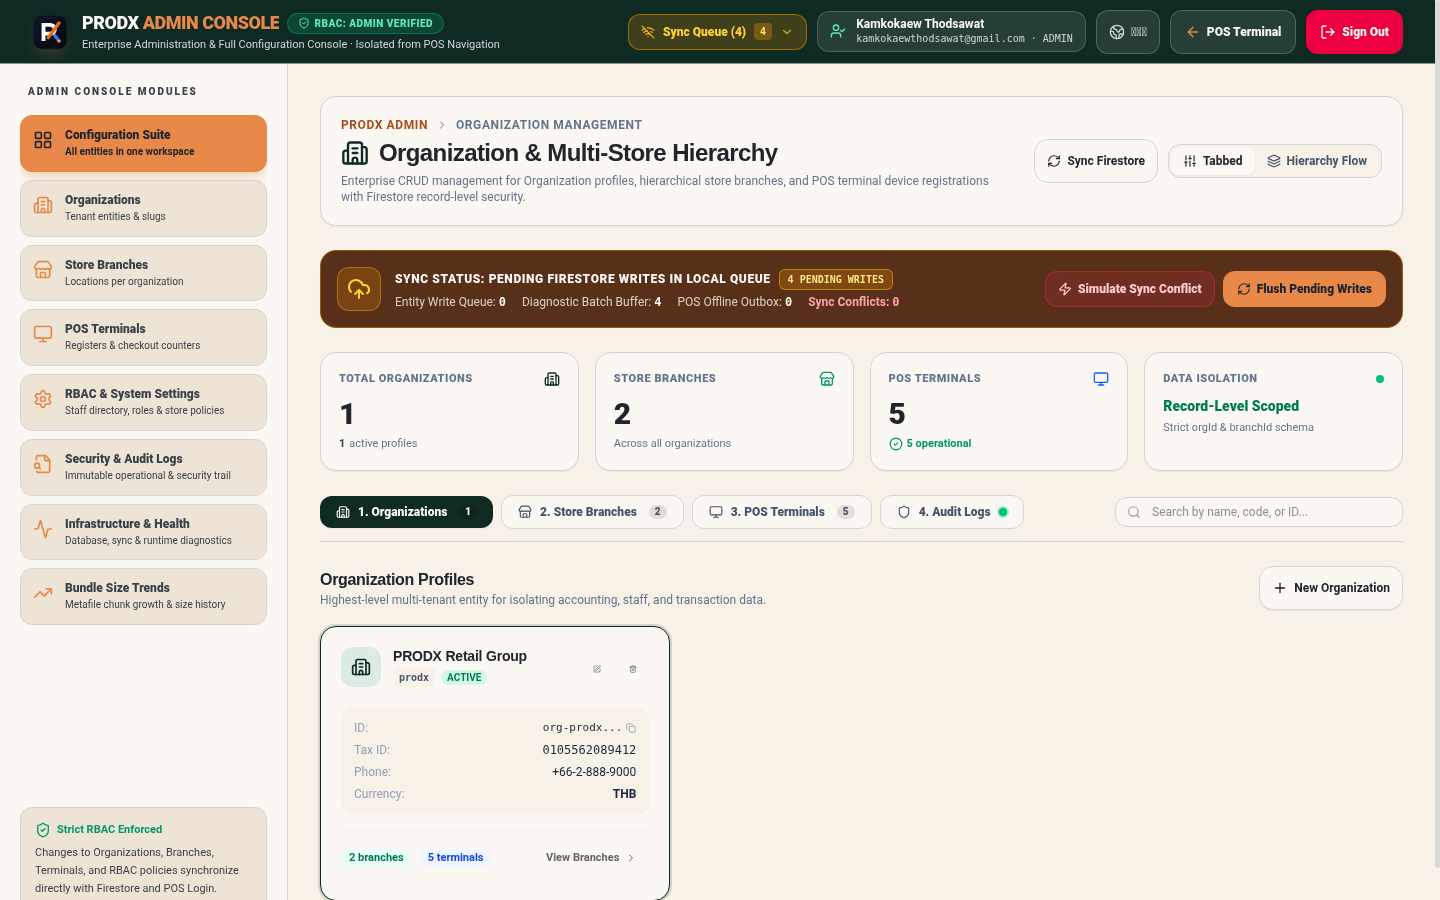 PRODX ADMIN CONSOLE RBAC: ADMIN VERIFIED
Enterprise Administration & Full Configuration Console · Isolated from POS Navigation
Sync Queue (4) 4
Kamkokaew Thodsawat
kamkokaewthodsawat@gmail.com · ADMIN
POS Terminal
Sign Out
ADMIN CONSOLE MODULES
Configuration Suite
All entities in one workspace
Organizations
Tenant entities & slugs
Store Branches
Locations per organization
POS Terminals
Registers & checkout counters
RBAC & System Settings
Staff directory, roles & store policies
Security & Audit Logs
Immutable operational & security trail
Infrastructure & Health
Database, sync & runtime diagnostics
Bundle Size Trends
Metafile chunk growth & size history
Strict RBAC Enforced
Changes to Organizations, Branches,
Terminals, and RBAC policies synchronize
directly with Firestore and POS Login.
PRODX ADMIN > ORGANIZATION MANAGEMENT
Organization & Multi-Store Hierarchy
Enterprise CRUD management for Organization profiles, hierarchical store branches, and POS terminal device registrations
with Firestore record-level security.
Sync Firestore
Tabbed
Hierarchy Flow
SYNC STATUS: PENDING FIRESTORE WRITES IN LOCAL QUEUE 4 PENDING WRITES
Entity Write Queue: 0 Diagnostic Batch Buffer: 4 POS Offline Outbox: 0 Sync Conflicts: 0
Simulate Sync Conflict
Flush Pending Writes
TOTAL ORGANIZATIONS
1
1 active profiles
STORE BRANCHES
2
Across all organizations
POS TERMINALS
5
5 operational
DATA ISOLATION
Record-Level Scoped
Strict orgId & branchId schema
1. Organizations 1
2. Store Branches 2
3. POS Terminals 5
4. Audit Logs
Search by name, code, or ID...
Organization Profiles
Highest-level multi-tenant entity for isolating accounting, staff, and transaction data.
New Organization
PRODX Retail Group
prodx ACTIVE
ID: org-prodx...
Tax ID: 0105562089412
Phone: +66-2-888-9000
Currency: THB
2 branches 5 terminals View Branches >